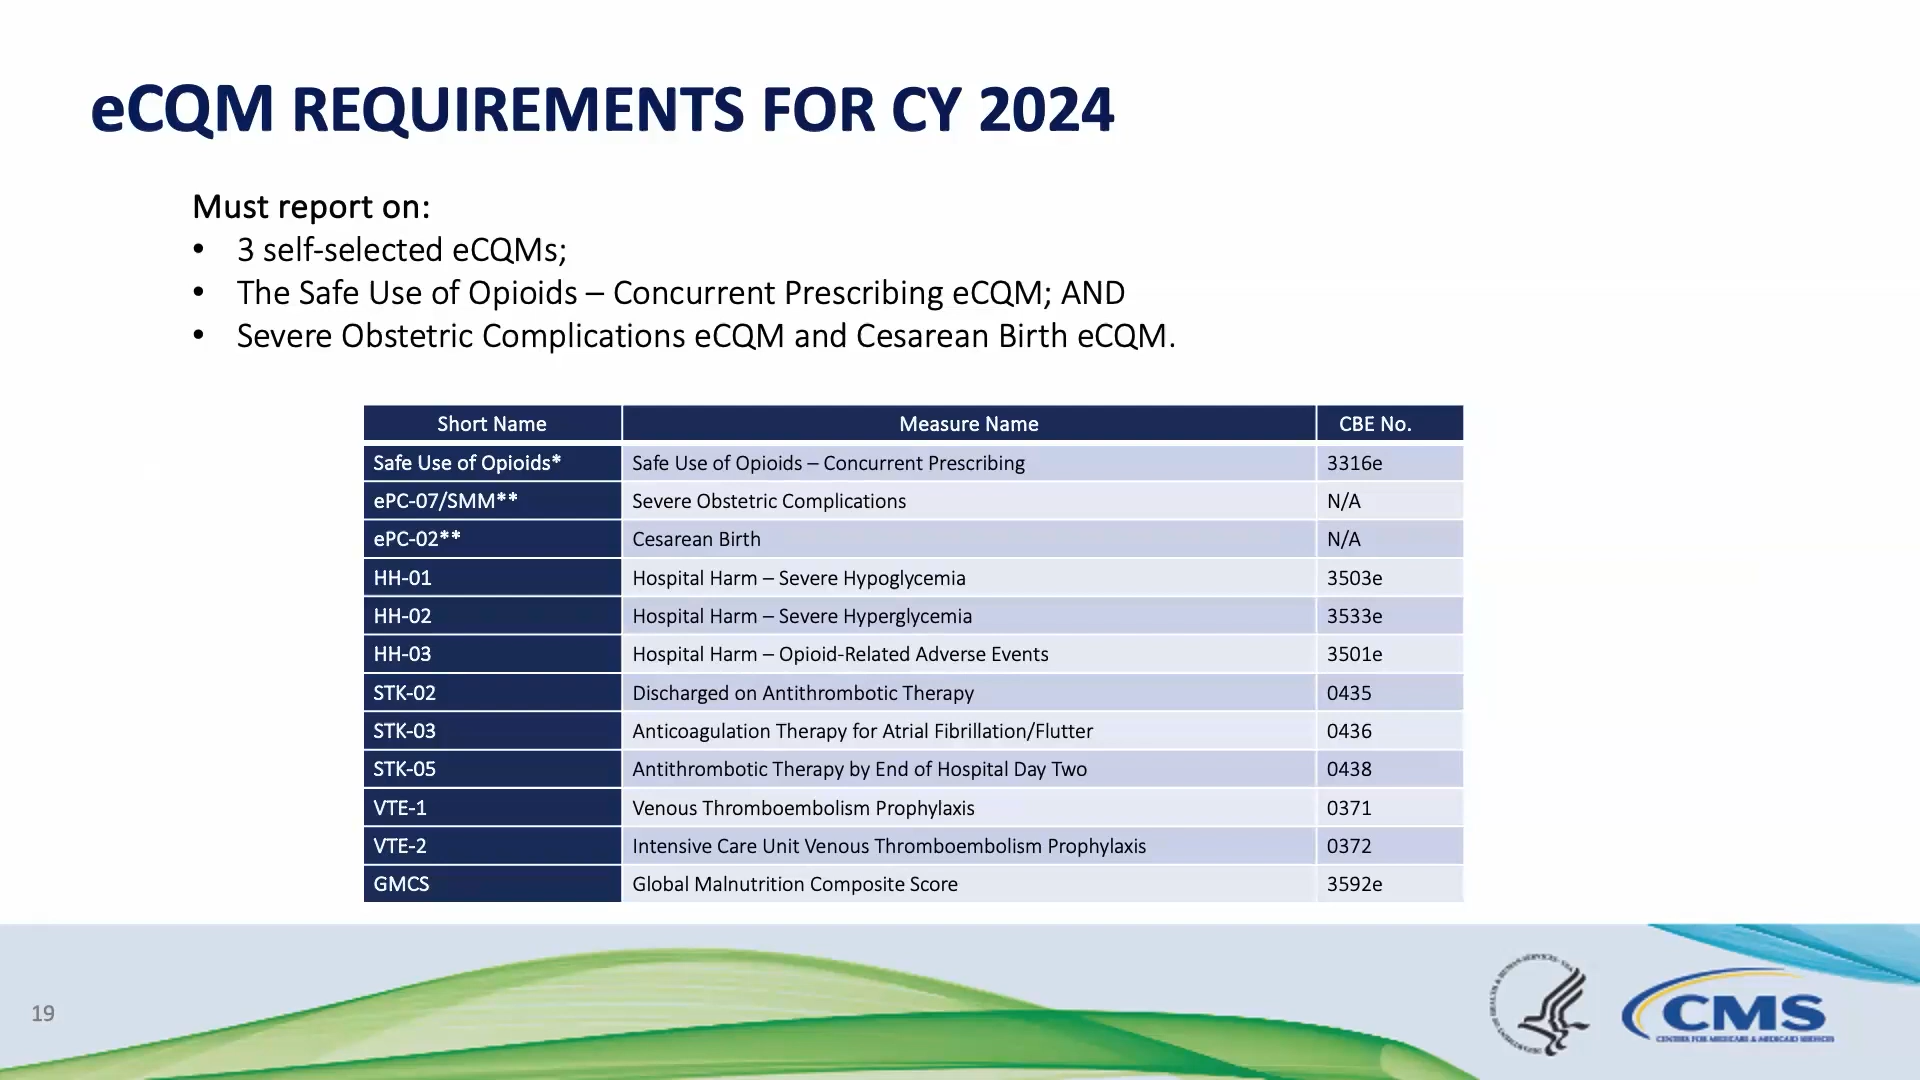 eCQM REQUIREMENTS FOR CY 2024
Must report on:
• 3 self-selected eCQMs;
• The Safe Use of Opioids – Concurrent Prescribing eCQM; AND
• Severe Obstetric Complications eCQM and Cesarean Birth eCQM.
Short Name Measure Name CBE No.
Safe Use of Opioids* Safe Use of Opioids – Concurrent Prescribing 3316e
ePC-07/SMM** Severe Obstetric Complications N/A
ePC-02** Cesarean Birth N/A
HH-01 Hospital Harm – Severe Hypoglycemia 3503e
HH-02 Hospital Harm – Severe Hyperglycemia 3533e
HH-03 Hospital Harm – Opioid-Related Adverse Events 3501e
STK-02 Discharged on Antithrombotic Therapy 0435
STK-03 Anticoagulation Therapy for Atrial Fibrillation/Flutter 0436
STK-05 Antithrombotic Therapy by End of Hospital Day Two 0438
VTE-1 Venous Thromboembolism Prophylaxis 0371
VTE-2 Intensive Care Unit Venous Thromboembolism Prophylaxis 0372
GMCS Global Malnutrition Composite Score 3592e
19
CMS
CENTERS FOR MEDICARE & MEDICAID SERVICES